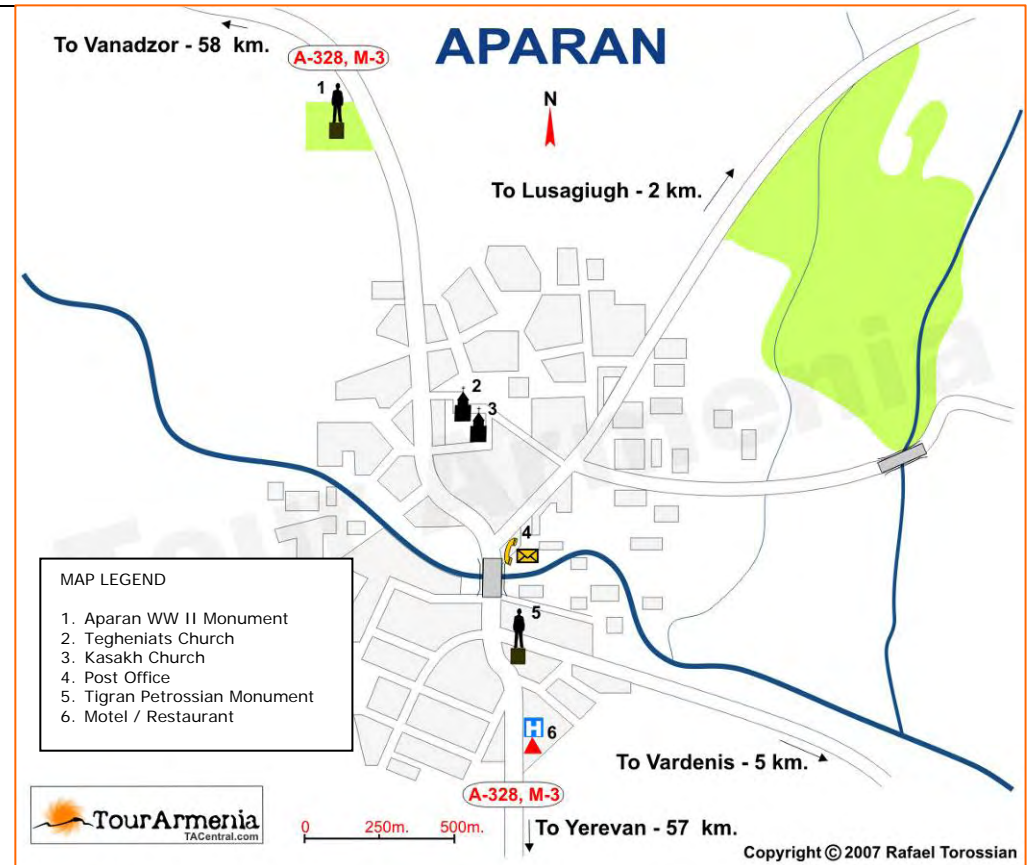 APARAN
To Vanadzor - 58 km.
A-328, M-3
1
N
To Lusagiugh - 2 km.
2
3
4
5
6
MAP LEGEND
1. Aparan WW II Monument
2. Tegheniats Church
3. Kasakh Church
4. Post Office
5. Tigran Petrossian Monument
6. Motel / Restaurant
H
To Vardenis - 5 km.
A-328, M-3
TourArmenia
TACentral.com
0 250m. 500m.
To Yerevan - 57 km.
Copyright © 2007 Rafael Torossian
Tour Armenia